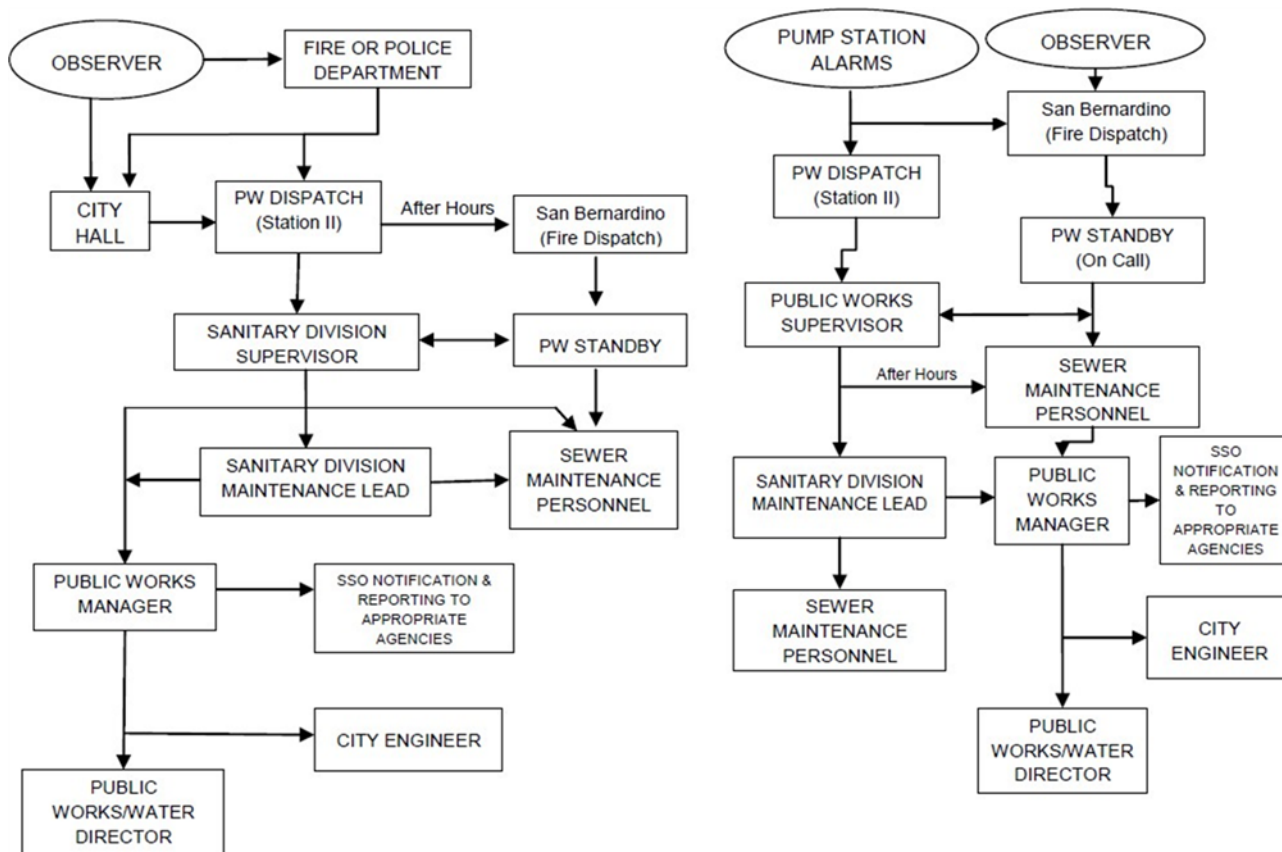 OBSERVER
FIRE OR POLICE
DEPARTMENT
CITY
HALL
PW DISPATCH
(Station II)
After Hours
San Bernardino
(Fire Dispatch)
SANITARY DIVISION
SUPERVISOR
PW STANDBY
SANITARY DIVISION
MAINTENANCE LEAD
SEWER
MAINTENANCE
PERSONNEL
PUBLIC WORKS
MANAGER
SSO NOTIFICATION &
REPORTING TO
APPROPRIATE
AGENCIES
CITY ENGINEER
PUBLIC
WORKS/WATER
DIRECTOR
PUMP STATION
ALARMS
OBSERVER
San Bernardino
(Fire Dispatch)
PW DISPATCH
(Station II)
PW STANDBY
(On Call)
PUBLIC WORKS
SUPERVISOR
After Hours
SEWER
MAINTENANCE
PERSONNEL
SANITARY DIVISION
MAINTENANCE LEAD
PUBLIC
WORKS
MANAGER
SSO
NOTIFICATION
& REPORTING
TO
APPROPRIATE
AGENCIES
SEWER
MAINTENANCE
PERSONNEL
CITY
ENGINEER
PUBLIC
WORKS/WATER
DIRECTOR